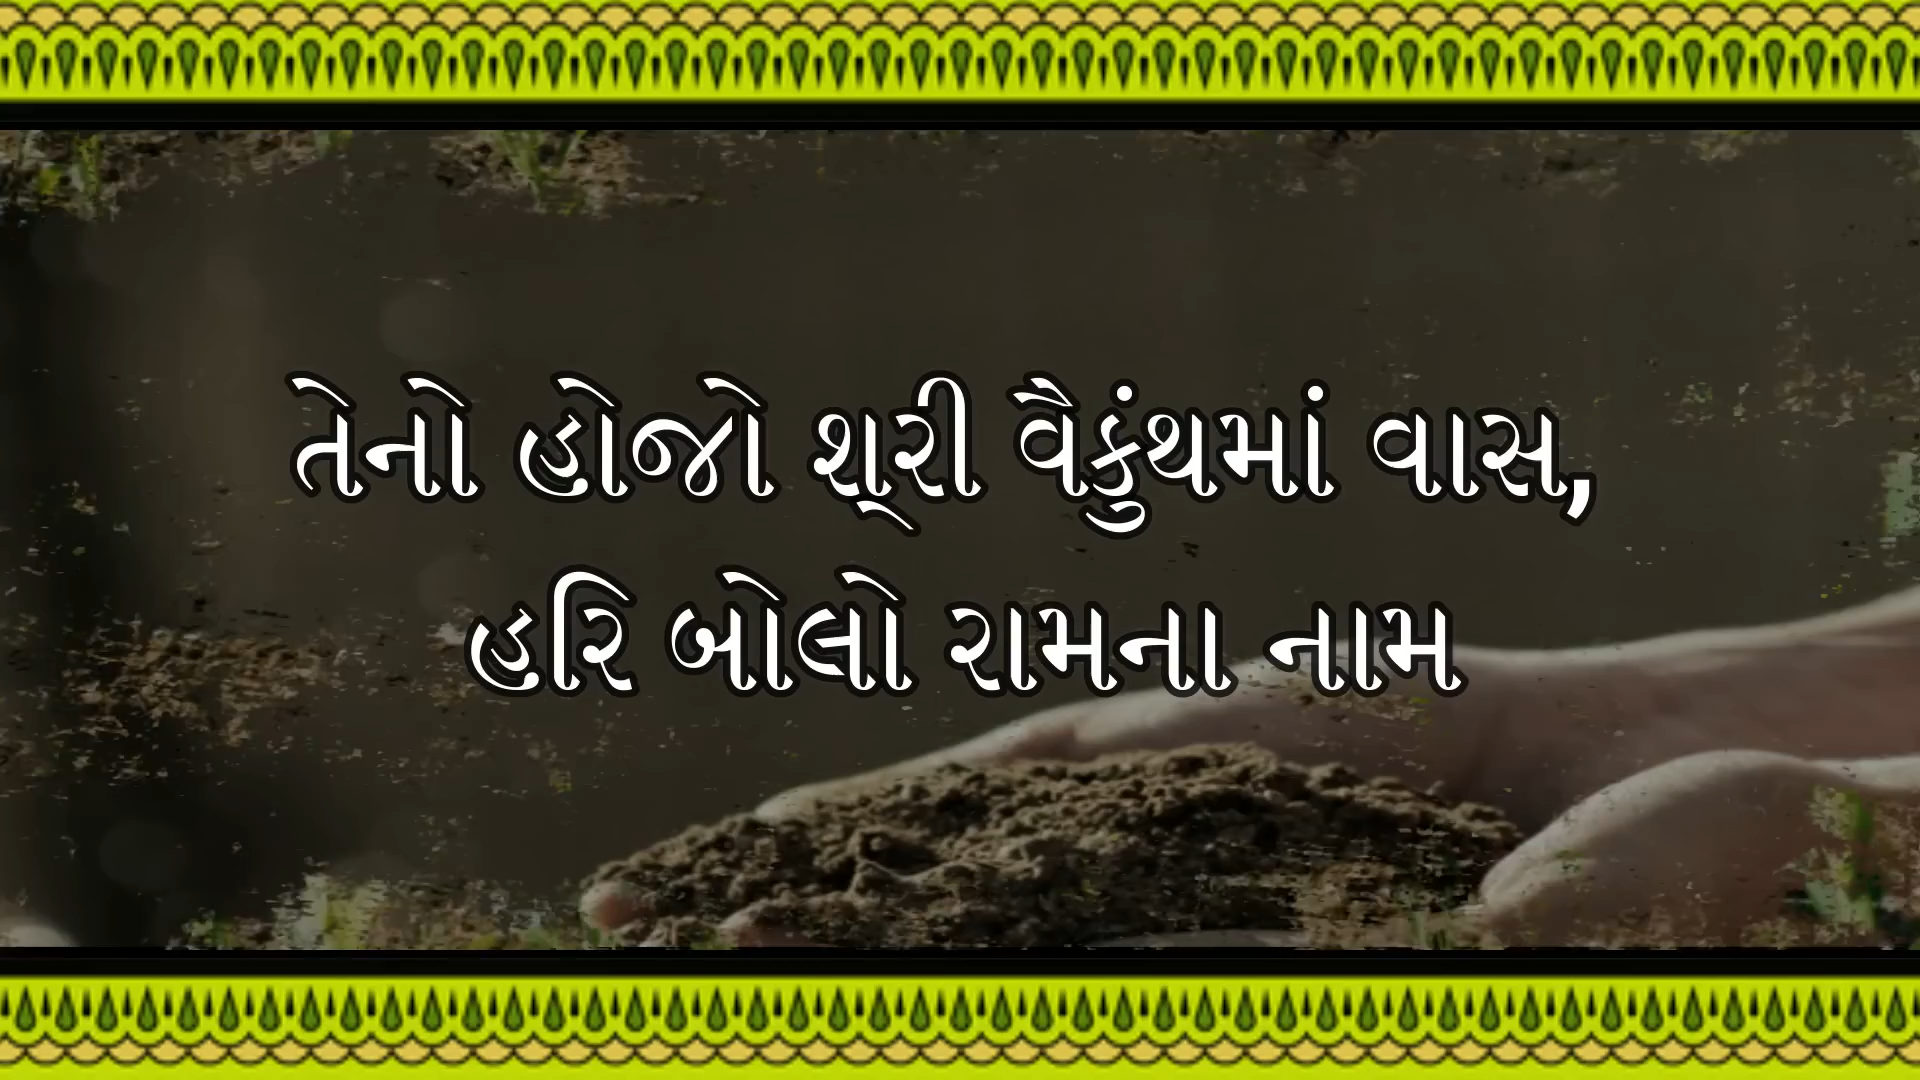 તેનો હોજો શ્‌રી વૈકુંથમાં વાસ,
હરિ બોલો રામના નામ